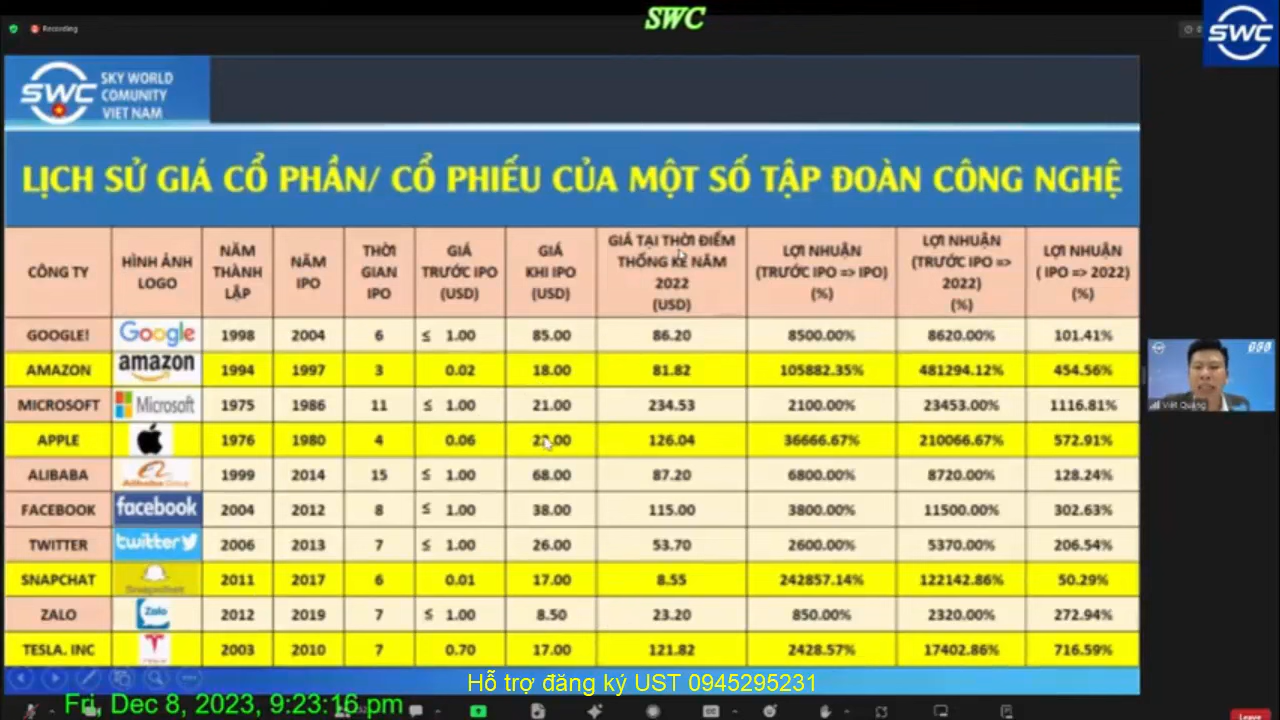 SWC
Recording
SWC
SWC
SKY WORLD
COMUNITY
VIET NAM
LỊCH SỬ GIÁ CỔ PHẦN/ CỔ PHIẾU CỦA MỘT SỐ TẬP ĐOÀN CÔNG NGHỆ
CÔNG TY
HÌNH ẢNH
LOGO
NĂM
THÀNH
LẬP
NĂM
IPO
THỜI
GIAN
IPO
GIÁ
TRƯỚC IPO
(USD)
GIÁ
KHI IPO
(USD)
GIÁ TẠI THỜI ĐIỂM
THỐNG KÊ NĂM
2022
(USD)
LỢI NHUẬN
(TRƯỚC IPO => IPO)
(%)
LỢI NHUẬN
(TRƯỚC IPO =>
2022)
(%)
LỢI NHUẬN
( IPO => 2022)
(%)
GOOGLE! Google 1998 2004 6 ≤ 1.00 85.00 86.20 8500.00% 8620.00% 101.41%
AMAZON amazon 1994 1997 3 0.02 18.00 81.82 105882.35% 481294.12% 454.56%
MICROSOFT Microsoft 1975 1986 11 ≤ 1.00 21.00 234.53 2100.00% 23453.00% 1116.81%
APPLE 1976 1980 4 0.06 126.04 36666.67% 210066.67% 572.91%
ALIBABA Alibaba Group 1999 2014 15 ≤ 1.00 68.00 87.20 6800.00% 8720.00% 128.24%
FACEBOOK facebook 2004 2012 8 ≤ 1.00 38.00 115.00 3800.00% 11500.00% 302.63%
TWITTER twitter 2006 2013 7 ≤ 1.00 26.00 53.70 2600.00% 5370.00% 206.54%
SNAPCHAT Snapchat 2011 2017 6 0.01 17.00 8.55 242857.14% 122142.86% 50.29%
ZALO Zalo 2012 2019 7 ≤ 1.00 8.50 23.20 850.00% 2320.00% 272.94%
TESLA. INC 2003 2010 7 0.70 17.00 121.82 2428.57% 17402.86% 716.59%
SWC
Việt Quang
Hỗ trợ đăng ký UST 0945295231
Fri, Dec 8, 2023, 9:23:16 pm
Leave